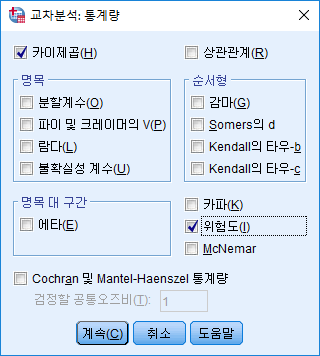 교차분석: 통계량
카이제곱(H)
상관관계(R)
명목
분할계수(O)
파이 및 크레이머의 V(P)
람다(L)
불확실성 계수(U)
순서형
감마(G)
Somers의 d
Kendall의 타우-b
Kendall의 타우-c
명목 대 구간
에타(E)
카파(K)
위험도(I)
McNemar
Cochran 및 Mantel-Haenszel 통계량
검정할 공통오즈비(T): 1
계속(C) 취소 도움말